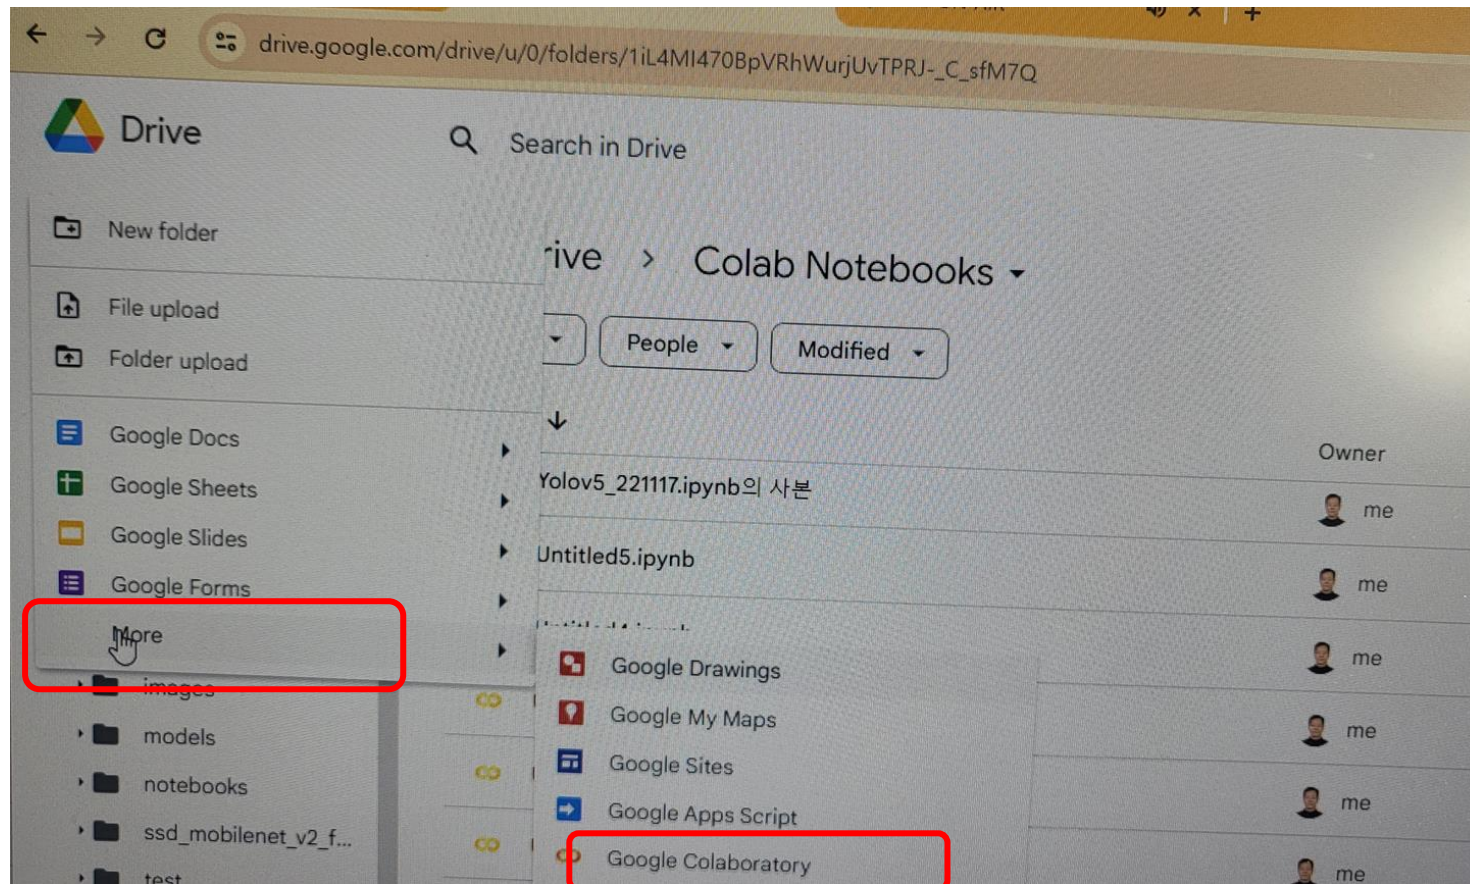 drive.google.com/drive/u/0/folders/1iL4MI470BpVRhWurjUvTPRJ-_C_sfM7Q
Drive
Search in Drive
New folder
File upload
Folder upload
Google Docs
Google Sheets
Google Slides
Google Forms
More
images
models
notebooks
ssd_mobilenet_v2_f...
test
rive > Colab Notebooks
People
Modified
Owner
Yolov5_221117.ipynb의 사본
me
Untitled5.ipynb
me
me
me
me
me
Google Drawings
Google My Maps
Google Sites
Google Apps Script
Google Colaboratory